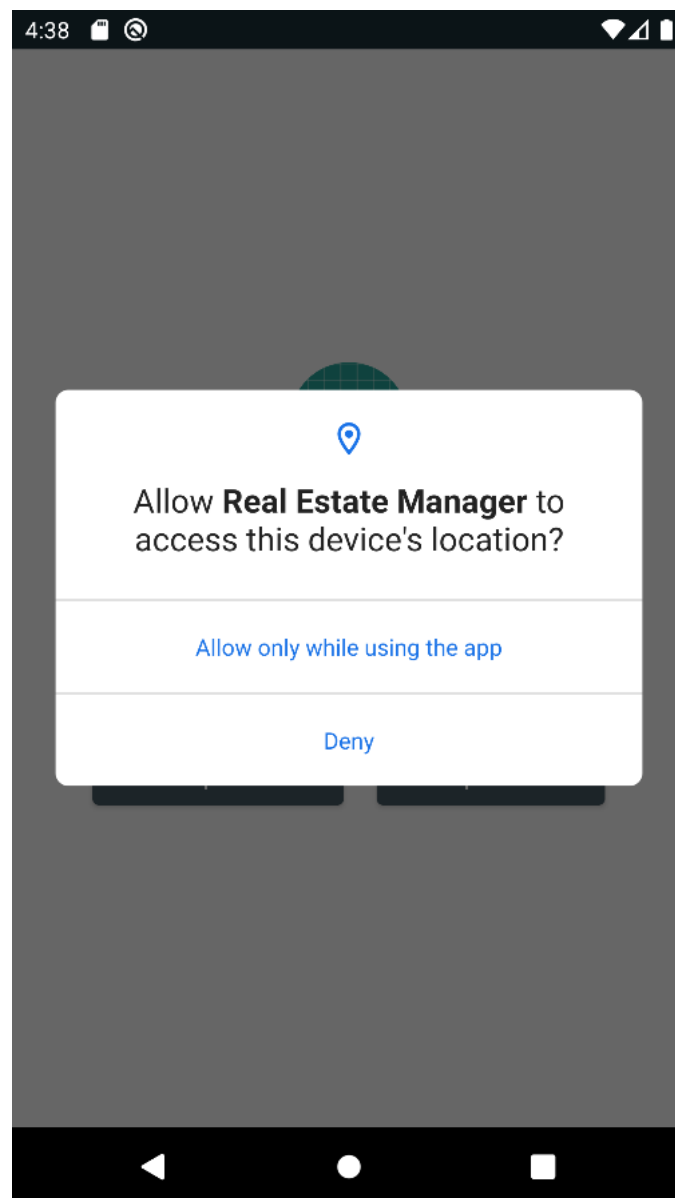 4:38
Allow Real Estate Manager to
access this device's location?
Allow only while using the app
Deny